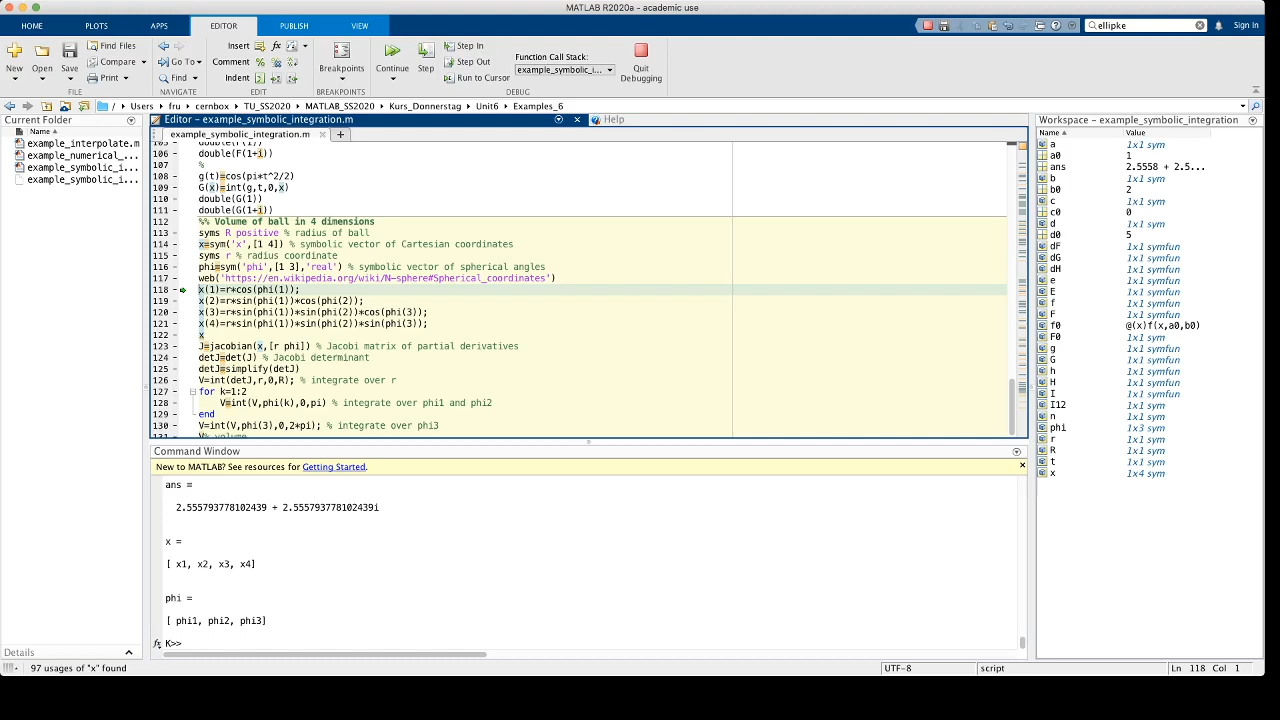 MATLAB R2020a - academic use
HOME PLOTS APPS EDITOR PUBLISH VIEW ellipke Sign In
New Open Save Find Files Compare Print Go To Find Insert Comment Indent Breakpoints Continue Step Step In Step Out Run to Cursor Function Call Stack: example_symbolic_i... Quit Debugging
FILE NAVIGATE EDIT BREAKPOINTS DEBUG
/ Users fru cernbox TU_SS2020 MATLAB_SS2020 Kurs_Donnerstag Unit6 Examples_6
Current Folder
Name
example_interpolate.m
example_numerical_...
example_symbolic_i...
example_symbolic_i...
Details
Editor - example_symbolic_integration.m
Help
example_symbolic_integration.m
106 double(F(1+i))
107 %
108 g(t)=cos(pi*t^2/2)
109 G(x)=int(g,t,0,x)
110 double(G(1))
111 double(G(1+i))
112 %% Volume of ball in 4 dimensions
113 syms R positive % radius of ball
114 x=sym('x',[1 4]) % symbolic vector of Cartesian coordinates
115 syms r % radius coordinate
116 phi=sym('phi',[1 3],'real') % symbolic vector of spherical angles
117 web('https://en.wikipedia.org/wiki/N-sphere#Spherical_coordinates')
118 x(1)=r*cos(phi(1));
119 x(2)=r*sin(phi(1))*cos(phi(2));
120 x(3)=r*sin(phi(1))*sin(phi(2))*cos(phi(3));
121 x(4)=r*sin(phi(1))*sin(phi(2))*sin(phi(3));
122 x
123 J=jacobian(x,[r phi]) % Jacobi matrix of partial derivatives
124 detJ=det(J) % Jacobi determinant
125 detJ=simplify(detJ)
126 V=int(detJ,r,0,R); % integrate over r
127 for k=1:2
128 V=int(V,phi(k),0,pi) % integrate over phi1 and phi2
129 end
130 V=int(V,phi(3),0,2*pi); % integrate over phi3
Command Window
New to MATLAB? See resources for Getting Started.
ans =
2.555793778102439 + 2.555793778102439i
x =
[ x1, x2, x3, x4]
phi =
[ phi1, phi2, phi3]
fx K>>
Workspace - example_symbolic_integration
Name Value
a 1x1 sym
a0 1
ans 2.5558 + 2.5...
b 1x1 sym
b0 2
c 1x1 sym
c0 0
d 1x1 sym
d0 5
dF 1x1 symfun
dG 1x1 symfun
dH 1x1 symfun
e 1x1 sym
E 1x1 symfun
f 1x1 symfun
F 1x1 symfun
f0 @(x)f(x,a0,b0)
F0 1x1 sym
g 1x1 symfun
G 1x1 symfun
h 1x1 symfun
H 1x1 symfun
I 1x1 symfun
I12 1x1 sym
n 1x1 sym
phi 1x3 sym
r 1x1 sym
R 1x1 sym
t 1x1 sym
x 1x4 sym
97 usages of "x" found
UTF-8 script Ln 118 Col 1